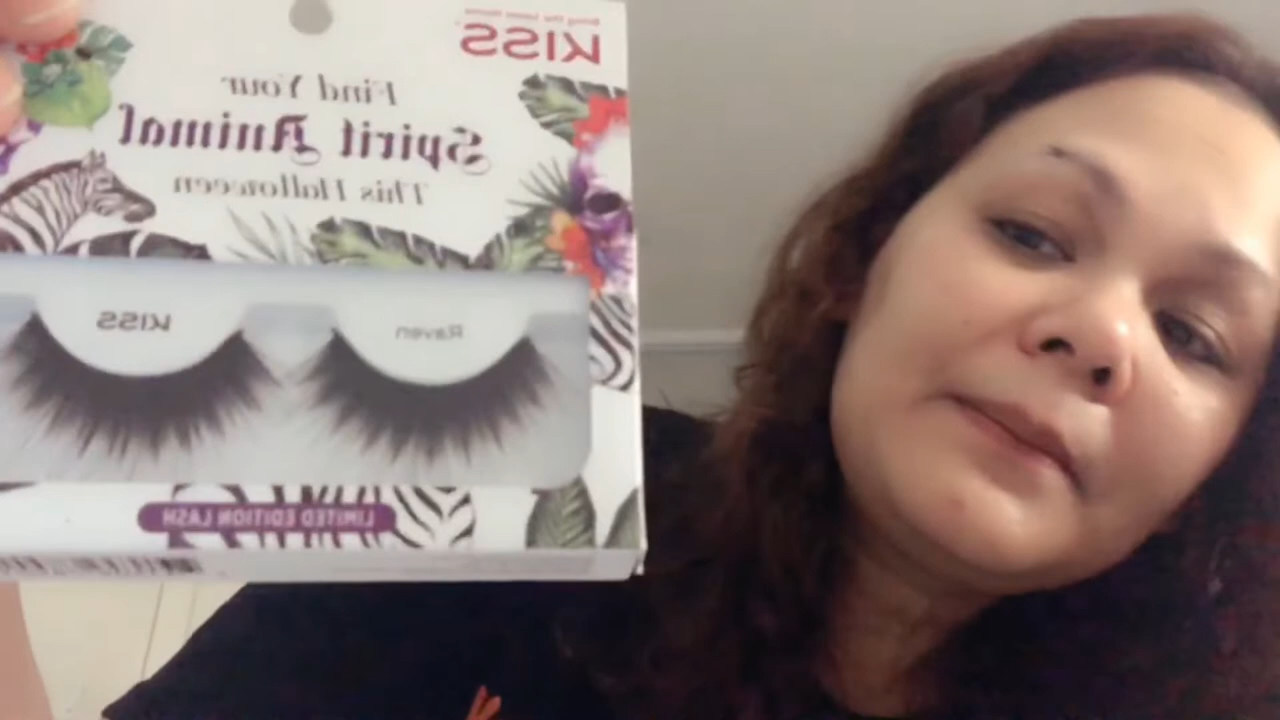 KISS
Find Your
Spirit Animal
This Halloween
KISS
Raven
LIMITED EDITION LASH